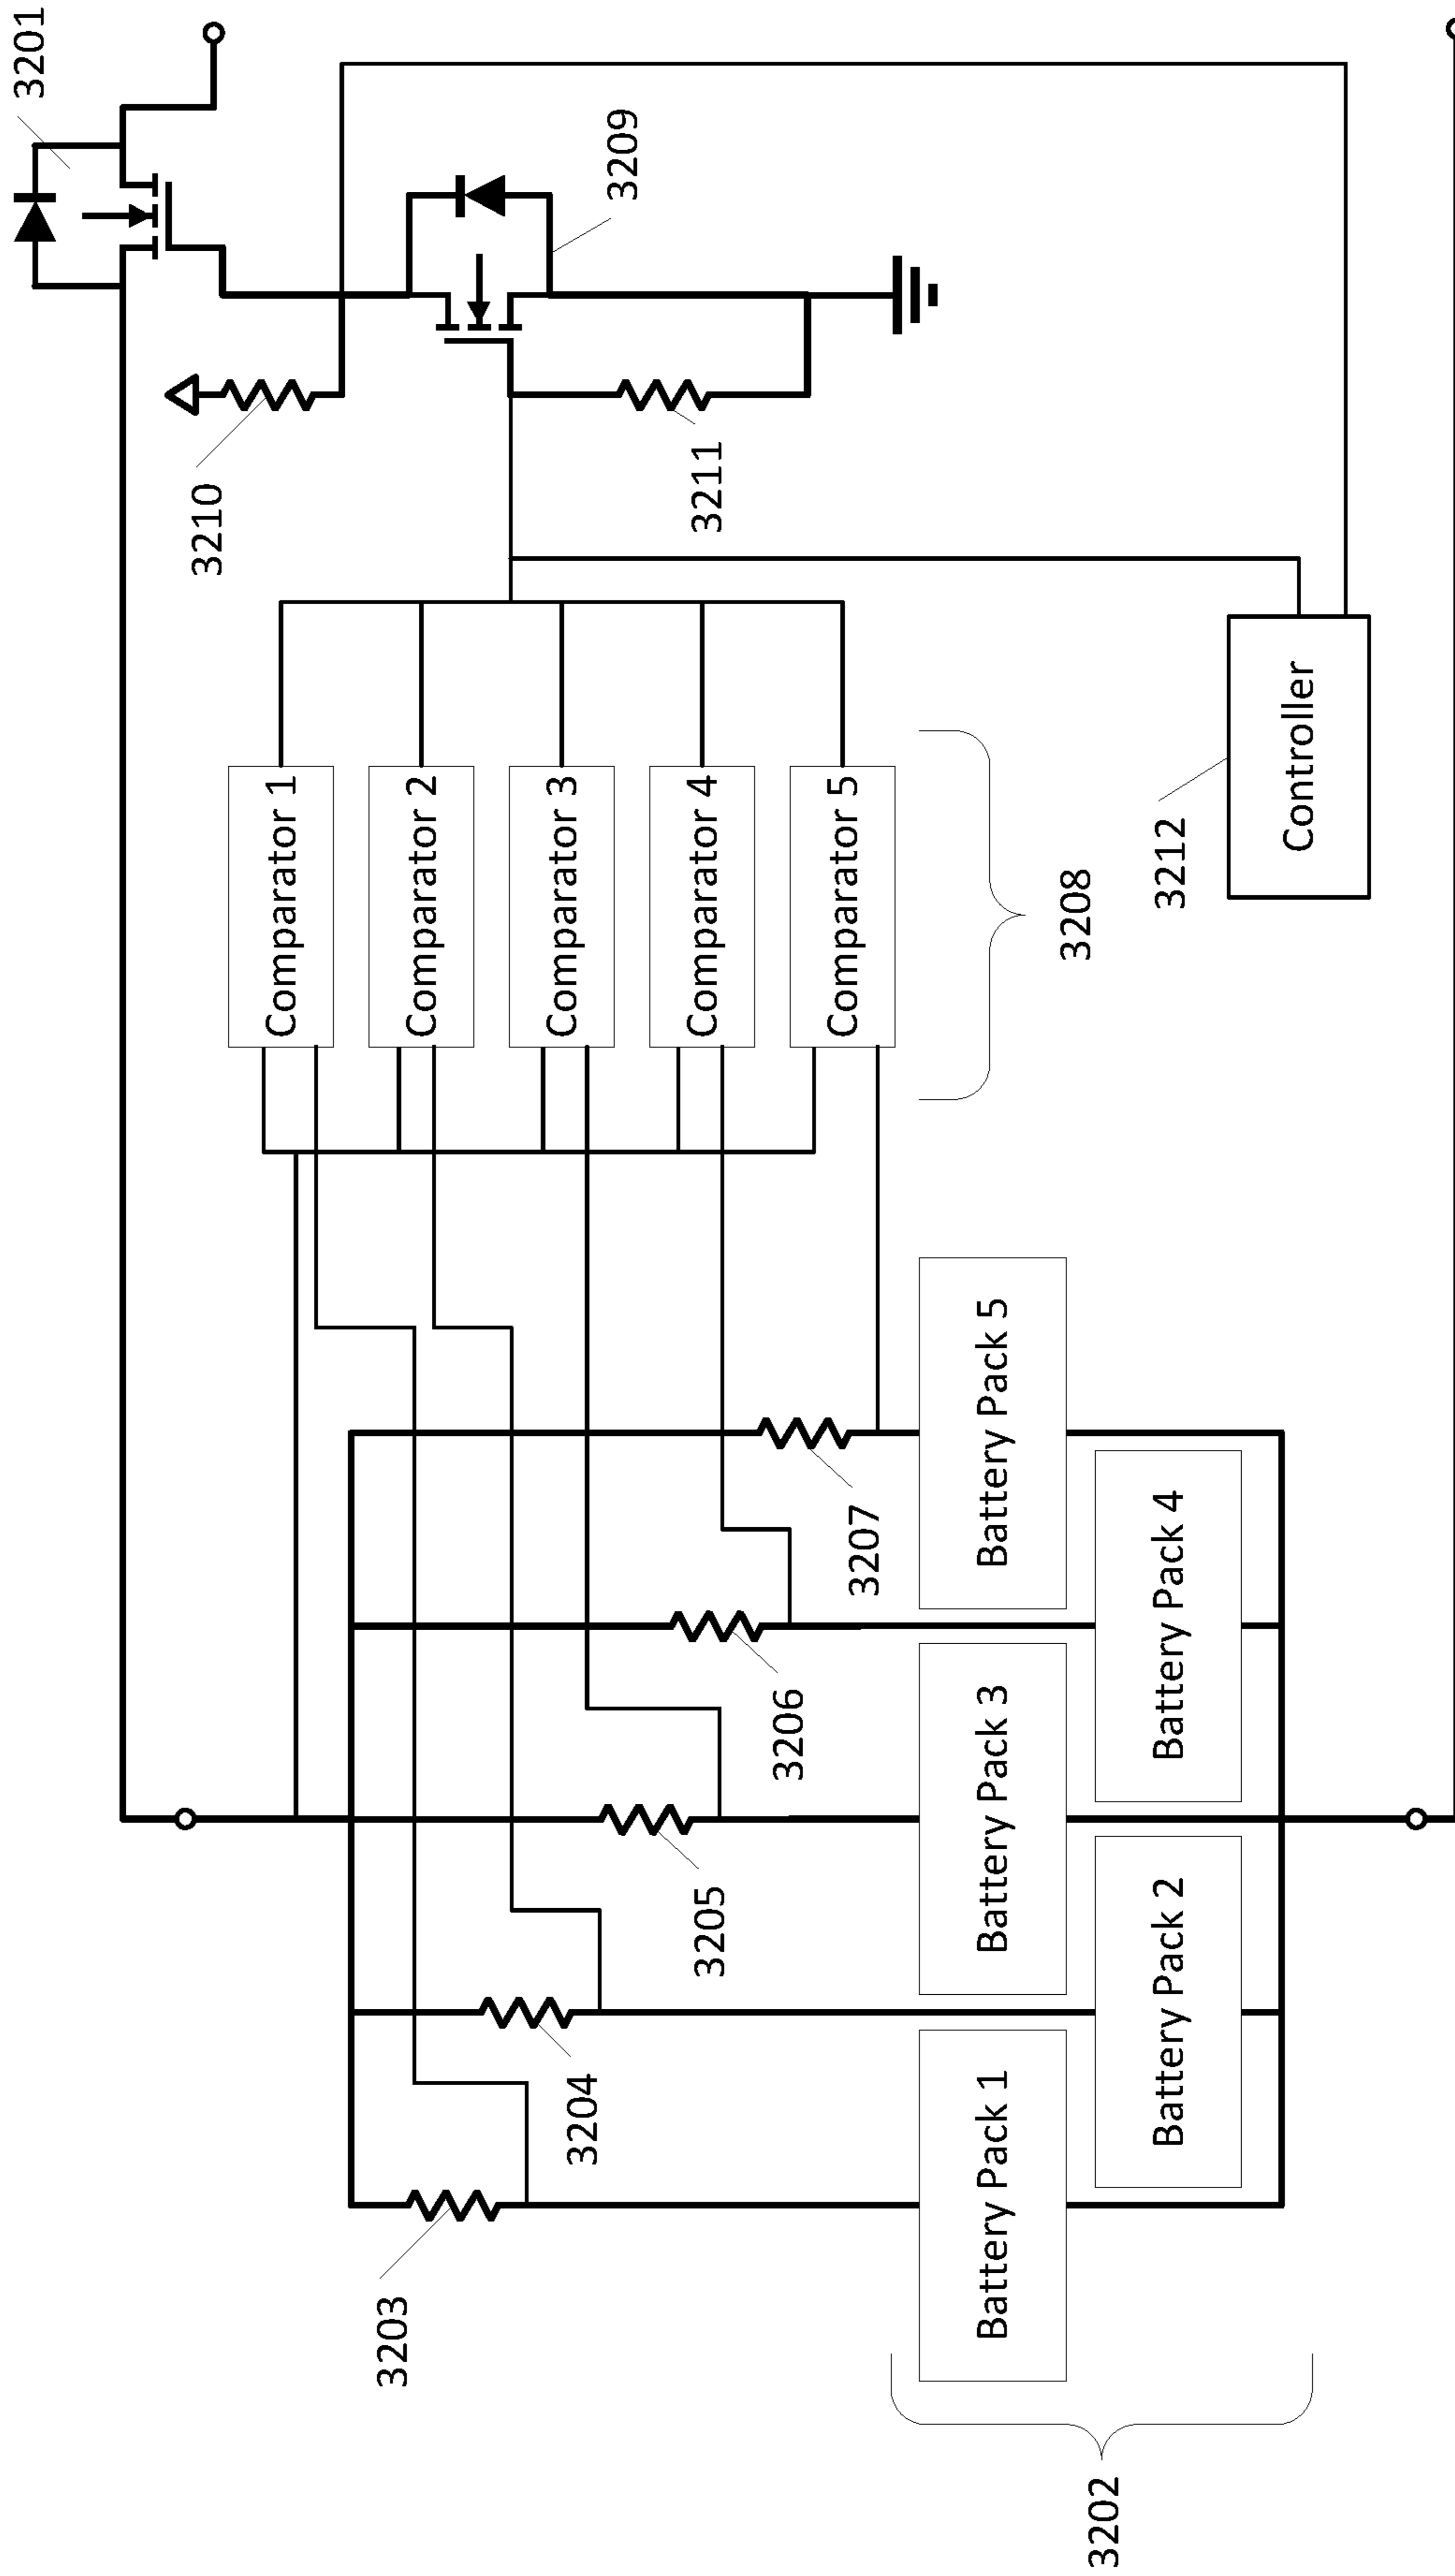 3201
3210
3209
3211
Comparator 1
Comparator 2
Comparator 3
Comparator 4
Comparator 5
3208
3212
Controller
3203
3204
3205
3206
3207
Battery Pack 1
Battery Pack 2
Battery Pack 3
Battery Pack 4
Battery Pack 5
3202